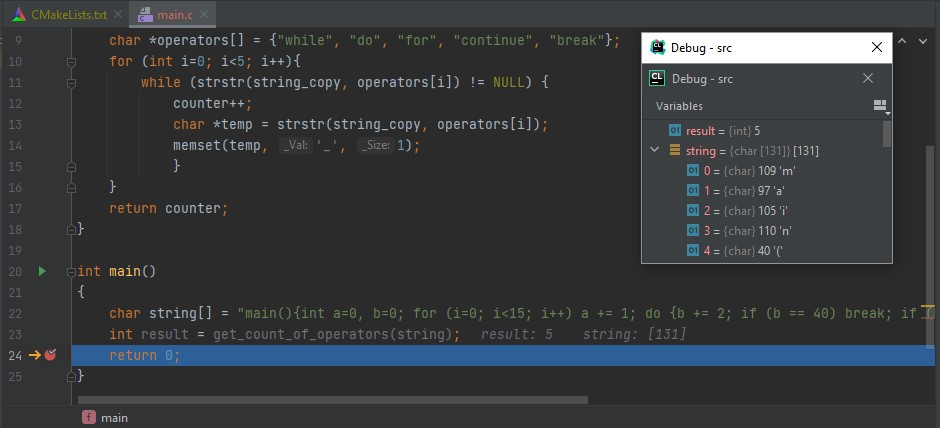 CMakeLists.txt × main.c ×
9 char *operators[] = {"while", "do", "for", "continue", "break"};
10 for (int i=0; i<5; i++){
11 while (strstr(string_copy, operators[i]) != NULL) {
12 counter++;
13 char *temp = strstr(string_copy, operators[i]);
14 memset(temp, _Val: '_', _Size: 1);
15 }
16 }
17 return counter;
18 }
19
20 int main()
21 {
22 char string[] = "main(){int a=0, b=0; for (i=0; i<15; i++) a += 1; do {b += 2; if (b == 40) break; if (
23 int result = get_count_of_operators(string); result: 5 string: [131]
24 return 0;
25 }
main
Debug - src
Debug - src
Variables
result = {int} 5
string = {char [131]} [131]
0 = {char} 109 'm'
1 = {char} 97 'a'
2 = {char} 105 'i'
3 = {char} 110 'n'
4 = {char} 40 '('